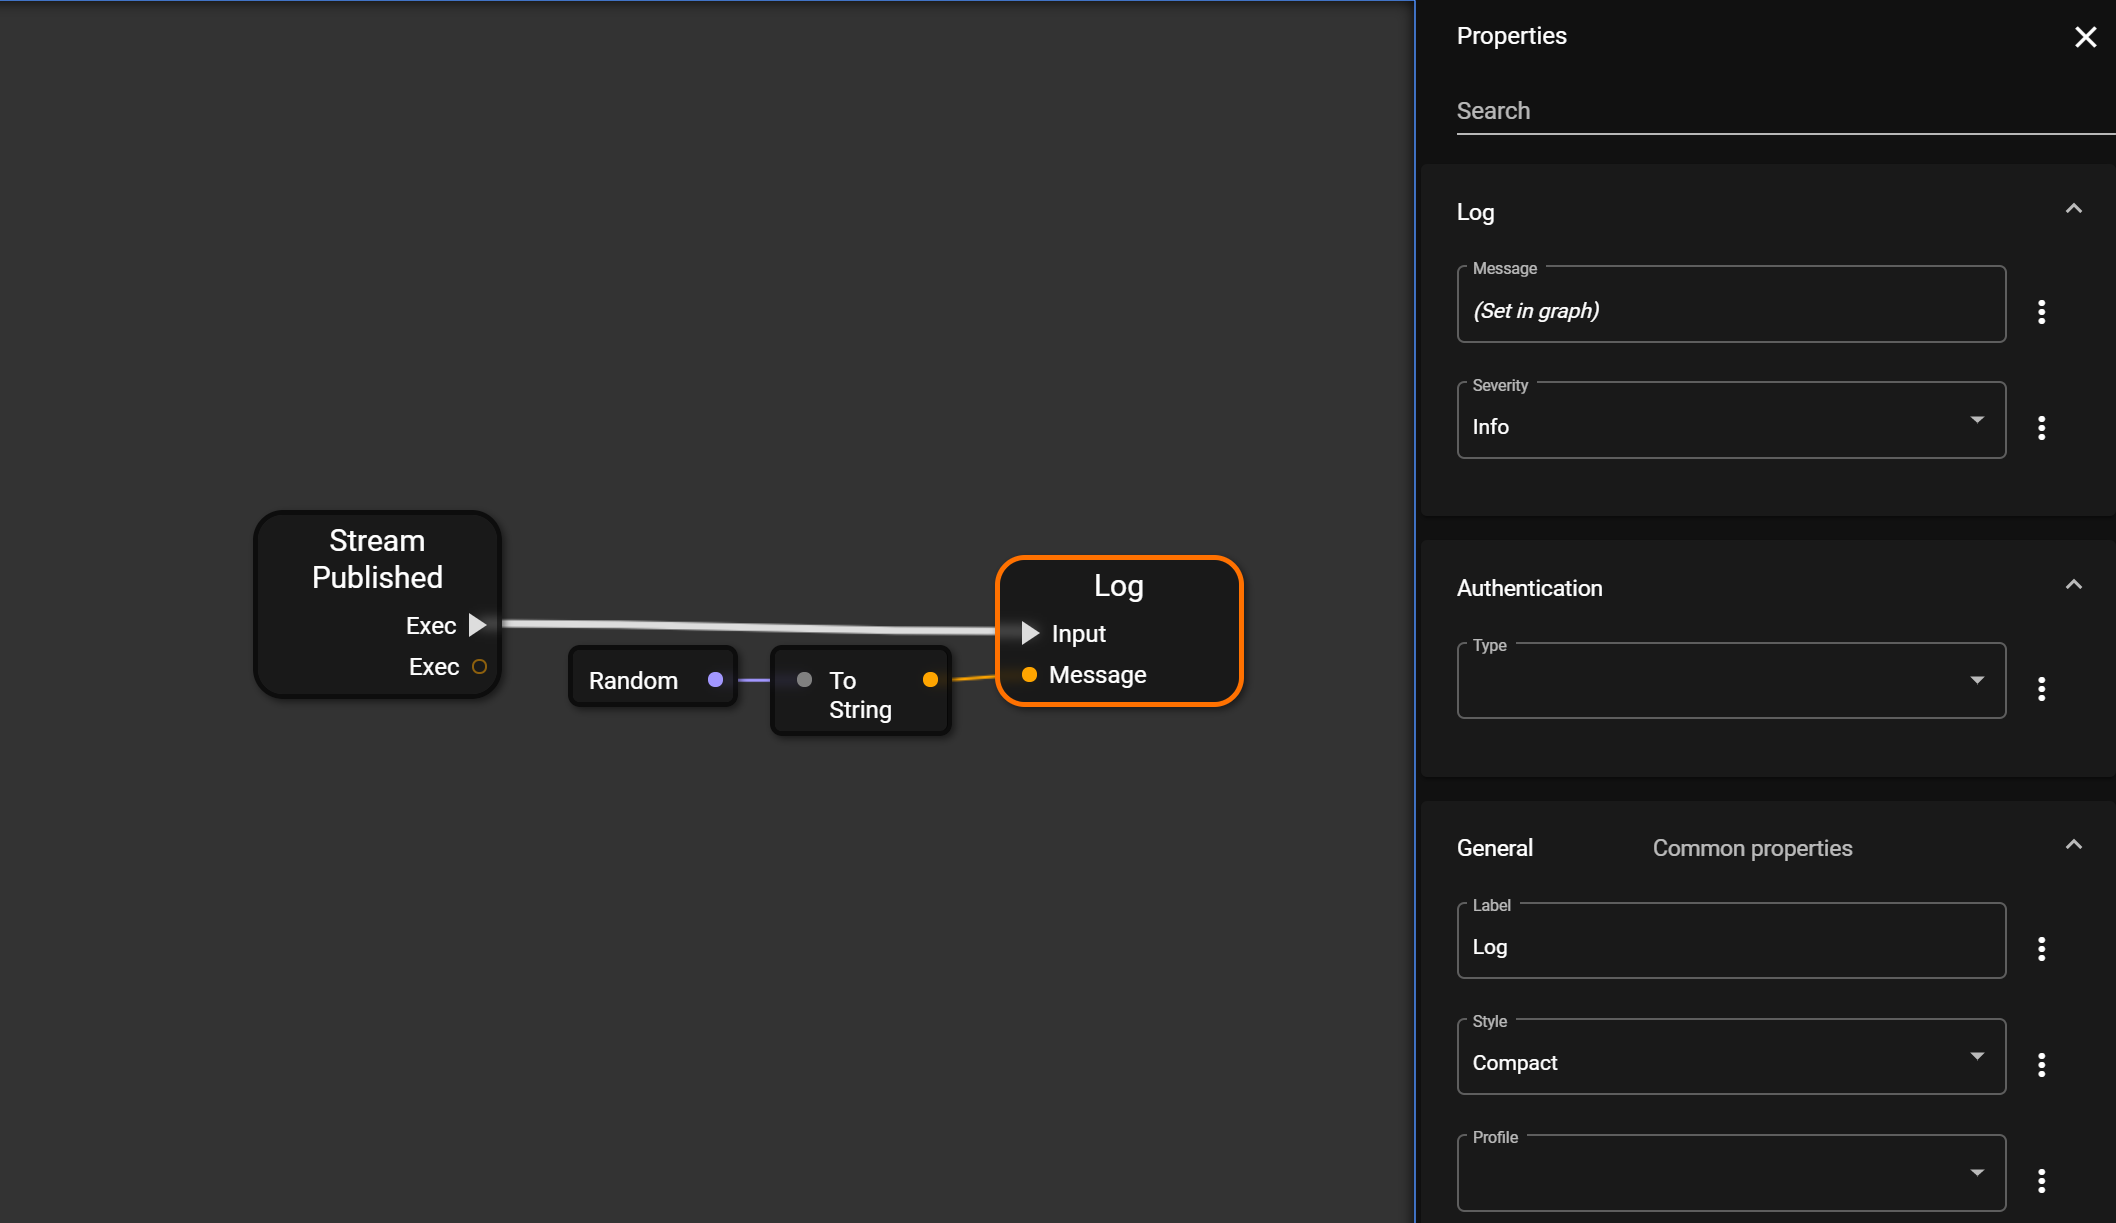 Stream
Published
Exec
Exec
Random
To
String
Log
Input
Message
Properties
Search
Log
Message
(Set in graph)
Severity
Info
Authentication
Type
General Common properties
Label
Log
Style
Compact
Profile